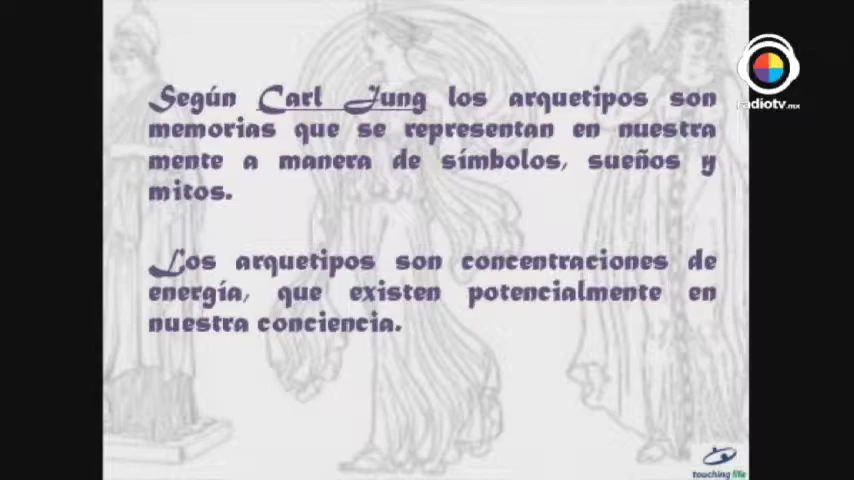 Según Carl Jung los arquetipos son
memorias que se representan en nuestra
mente a manera de símbolos, sueños y
mitos.
Los arquetipos son concentraciones de
energía, que existen potencialmente en
nuestra conciencia.
radiotv.mx
touching life